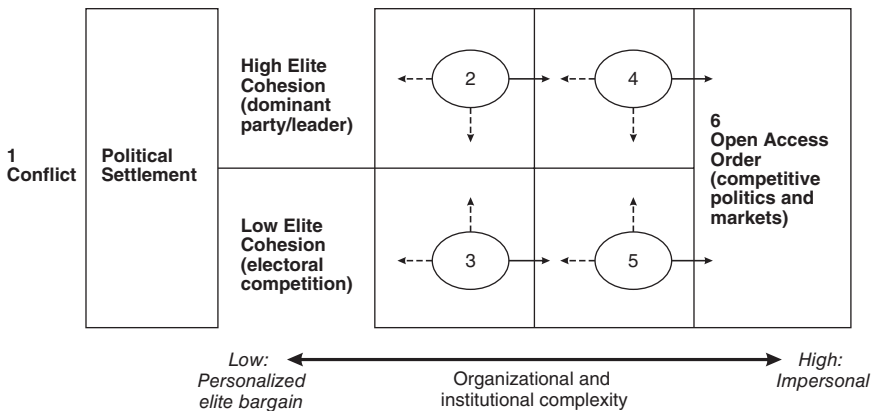 1
Conflict
Political
Settlement
High Elite
Cohesion
(dominant
party/leader)
2
4
Low Elite
Cohesion
(electoral
competition)
3
5
6
Open Access
Order
(competitive
politics and
markets)
Low:
Personalized
elite bargain
Organizational and
institutional complexity
High:
Impersonal